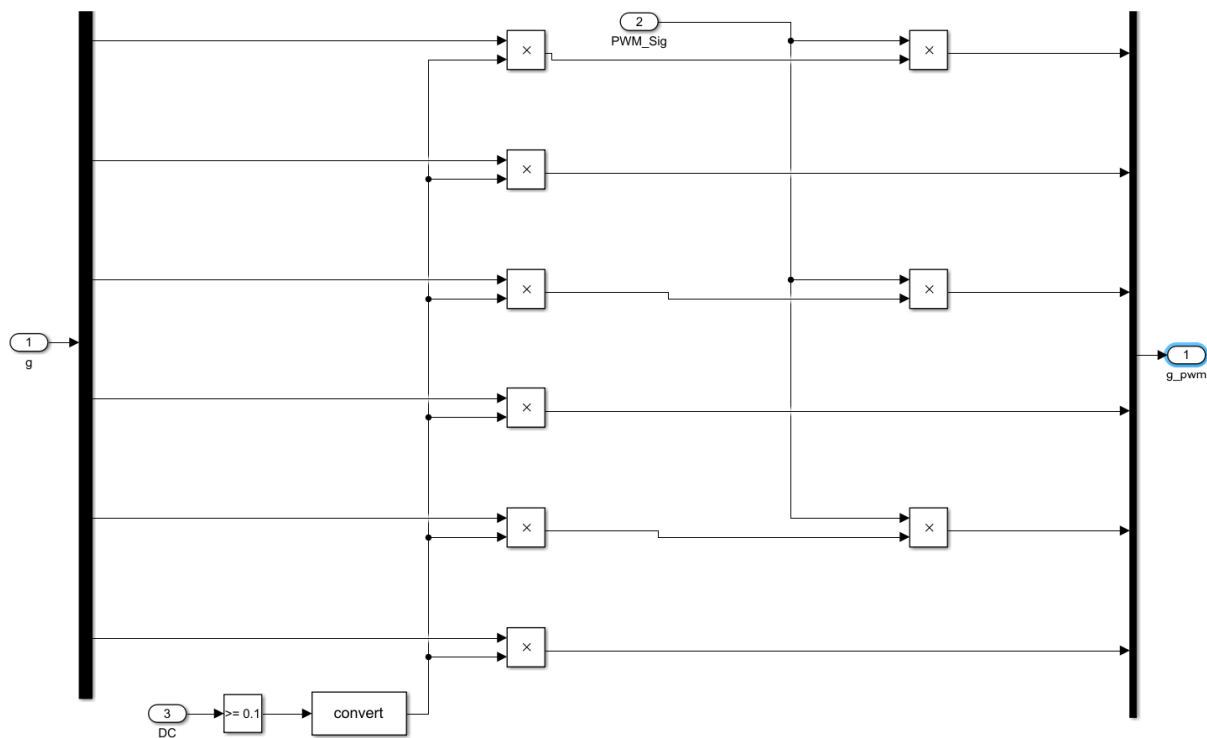 2
PWM_Sig
×
×
×
×
×
1
g
1
g_pwm
×
×
×
×
3
DC
>= 0.1
convert